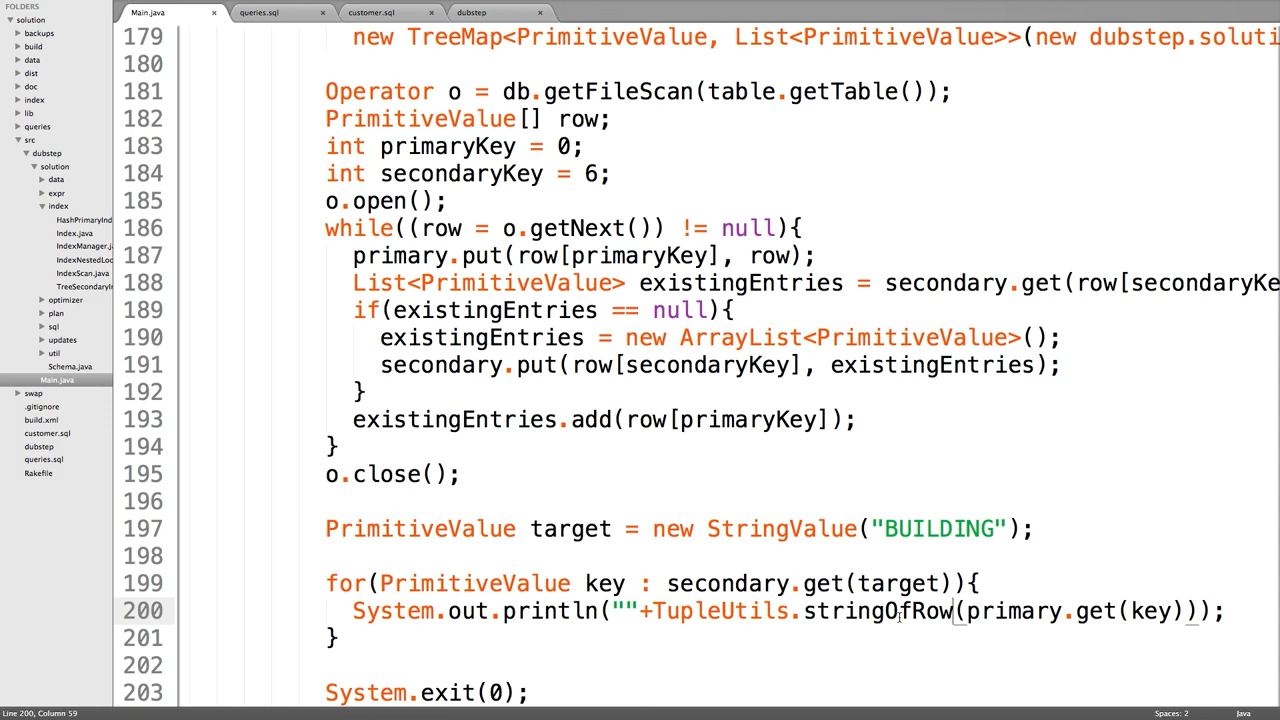 FOLDERS
solution
backups
build
data
dist
doc
index
lib
queries
src
dubstep
solution
data
expr
index
HashPrimaryInd
Index.java
IndexManager.ja
IndexNestedLoo
IndexScan.java
TreeSecondaryIn
optimizer
plan
sql
updates
util
Schema.java
Main.java
swap
.gitignore
build.xml
customer.sql
dubstep
queries.sql
Rakefile
Main.java × queries.sql × customer.sql × dubstep ×
179 new TreeMap<PrimitiveValue, List<PrimitiveValue>>(new dubstep.soluti
180
181 Operator o = db.getFileScan(table.getTable());
182 PrimitiveValue[] row;
183 int primaryKey = 0;
184 int secondaryKey = 6;
185 o.open();
186 while((row = o.getNext()) != null){
187 primary.put(row[primaryKey], row);
188 List<PrimitiveValue> existingEntries = secondary.get(row[secondaryKe
189 if(existingEntries == null){
190 existingEntries = new ArrayList<PrimitiveValue>();
191 secondary.put(row[secondaryKey], existingEntries);
192 }
193 existingEntries.add(row[primaryKey]);
194 }
195 o.close();
196
197 PrimitiveValue target = new StringValue("BUILDING");
198
199 for(PrimitiveValue key : secondary.get(target)){
200 System.out.println(""+TupleUtils.stringOfRow(primary.get(key)));
201 }
202
203 System.exit(0);
Line 200, Column 59 Spaces: 2 Java